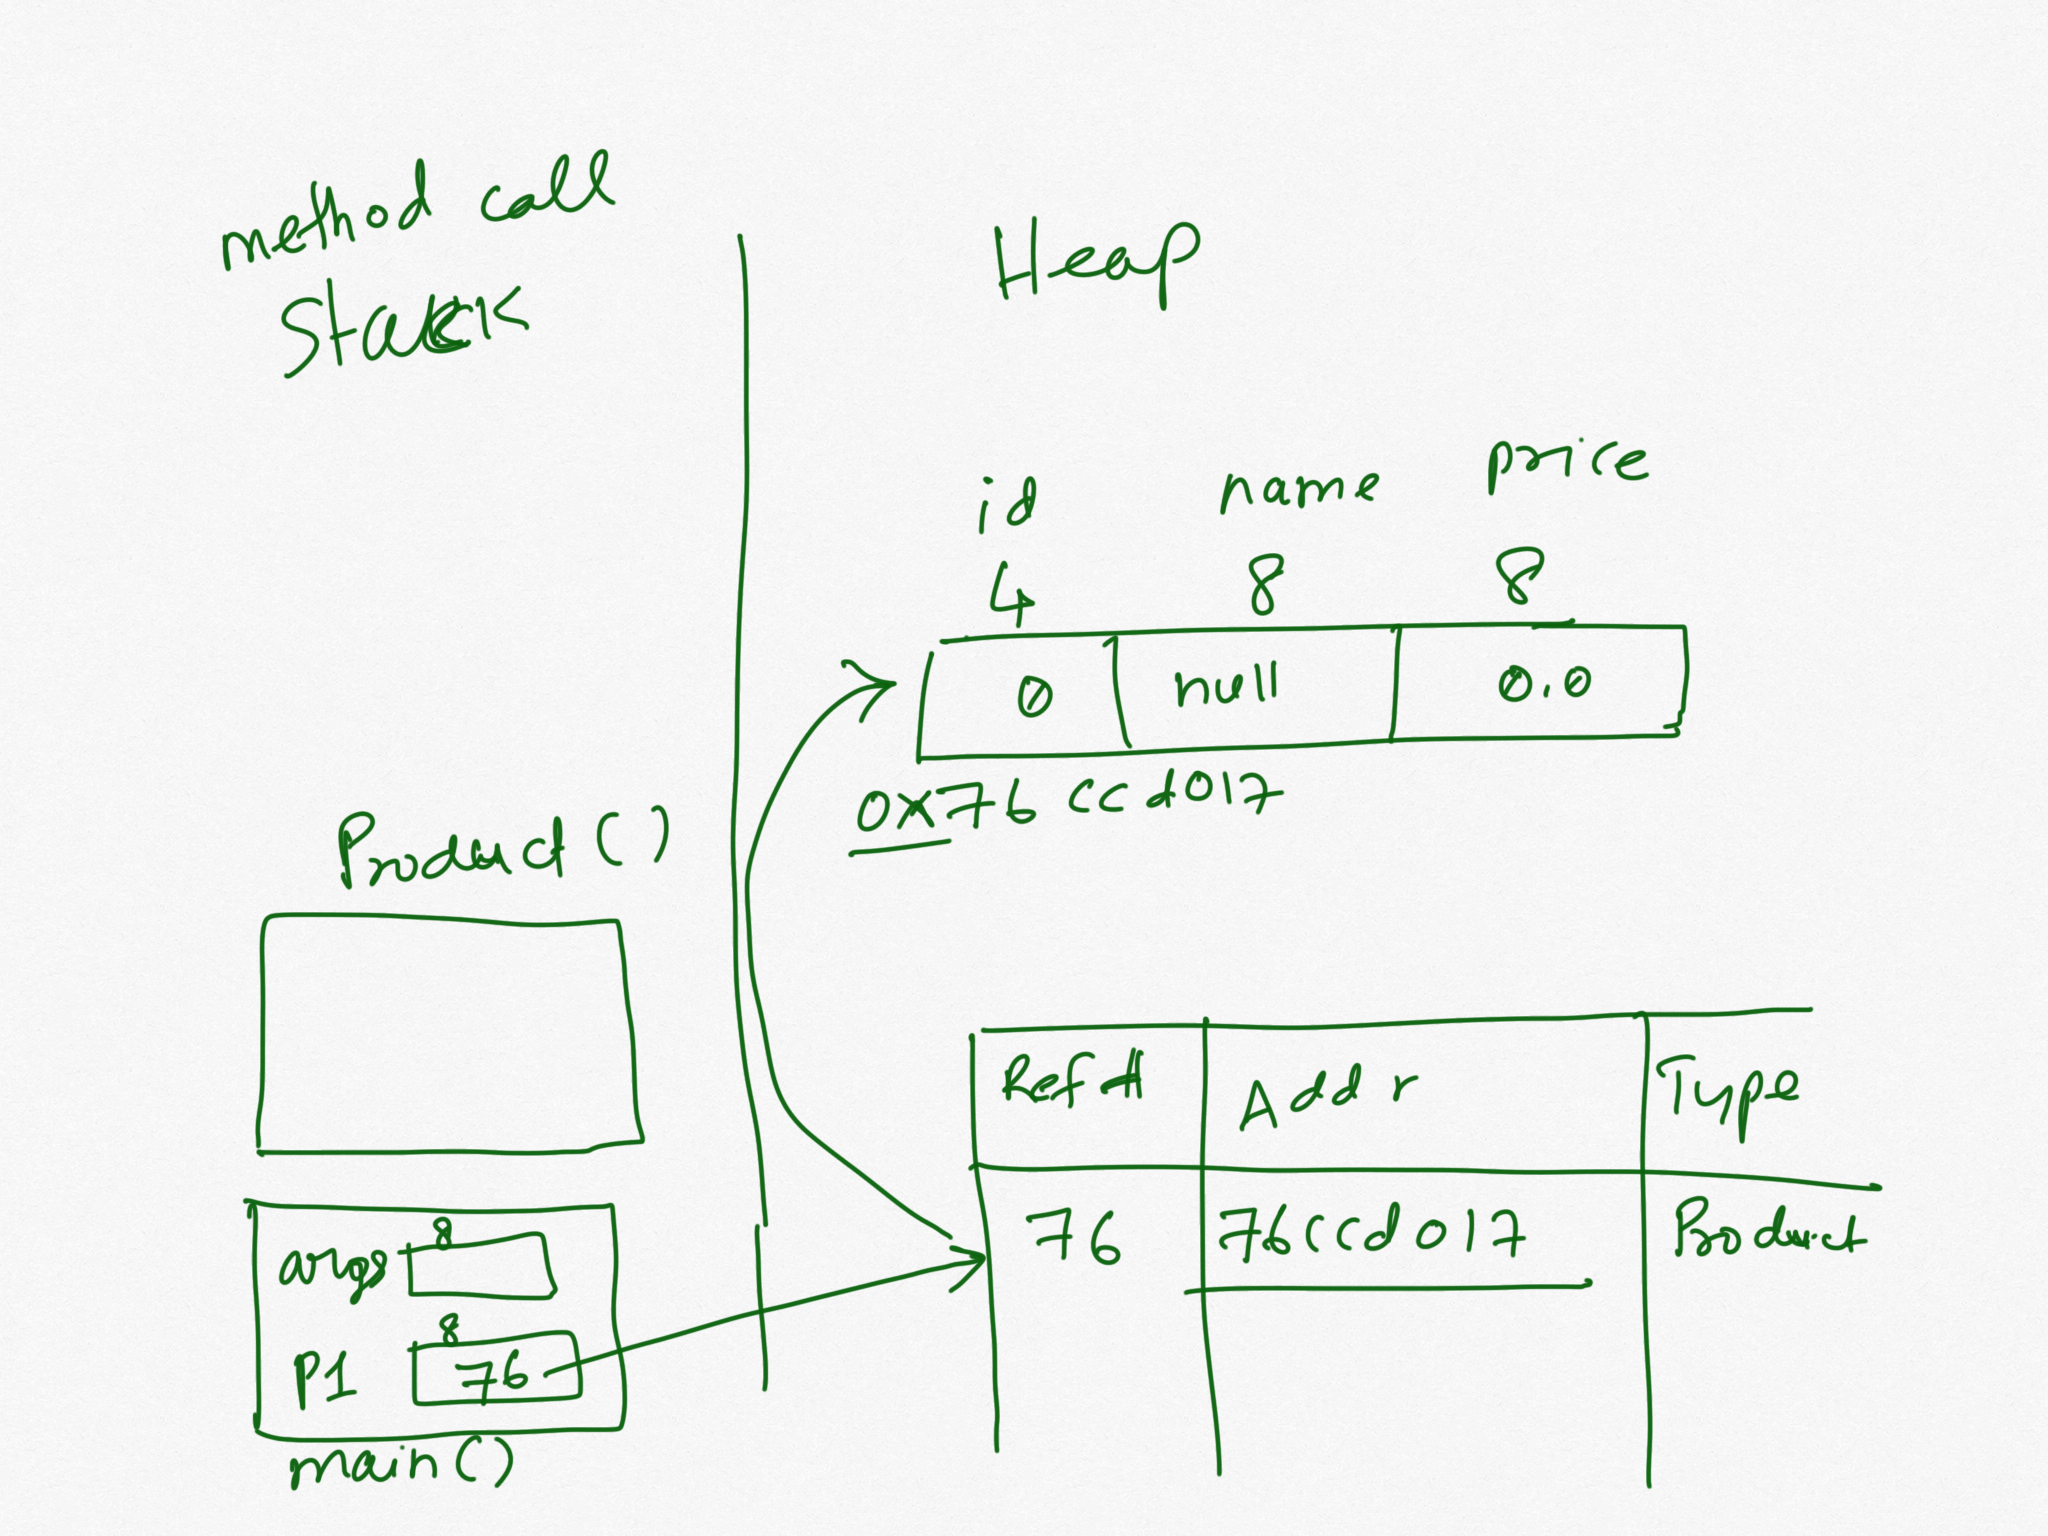 method call
Stack
Heap
id name price
4 8 8
0 null 0.0
0x76ccd017
Product()
Ref# Addr Type
76 76ccd017 Product
args 8
P1 8 76
main()